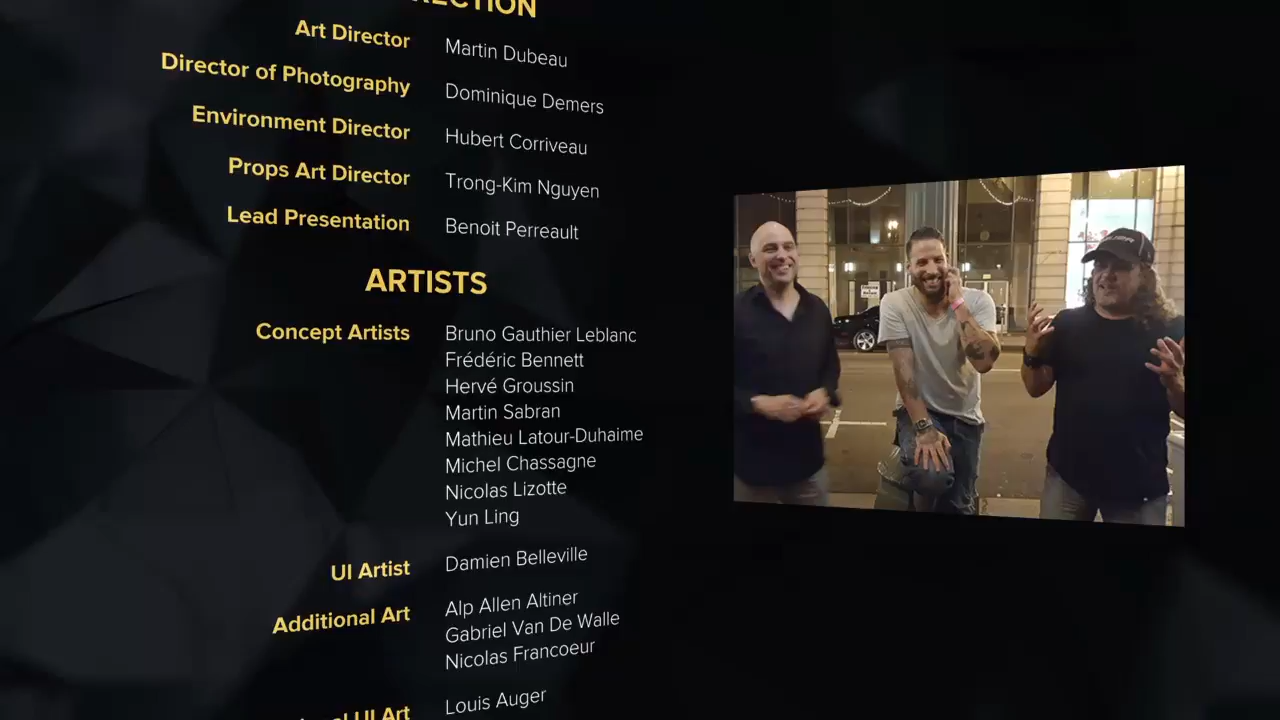 Art Director Martin Dubeau
Director of Photography Dominique Demers
Environment Director Hubert Corriveau
Props Art Director Trong-Kim Nguyen
Lead Presentation Benoit Perreault
ARTISTS
Concept Artists Bruno Gauthier Leblanc
Frédéric Bennett
Hervé Groussin
Martin Sabran
Mathieu Latour-Duhaime
Michel Chassagne
Nicolas Lizotte
Yun Ling
UI Artist Damien Belleville
Additional Art Alp Allen Altiner
Gabriel Van De Walle
Nicolas Francoeur
UI Art Louis Auger